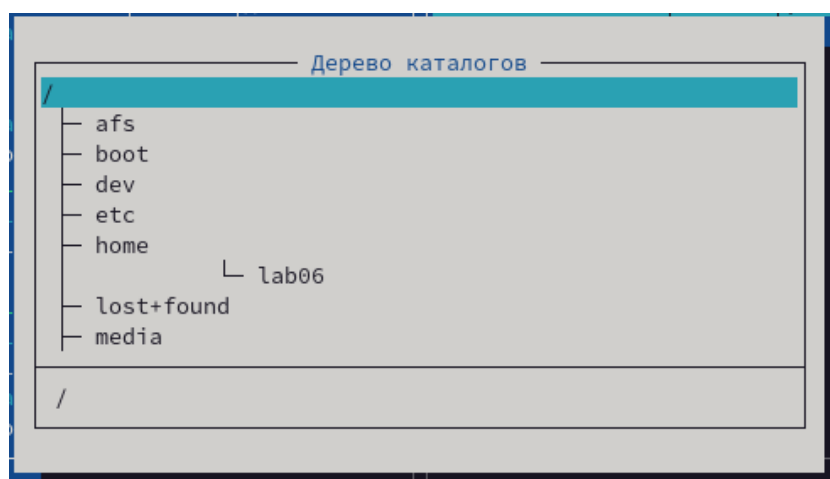 Дерево каталогов
/
afs
boot
dev
etc
home
lab06
lost+found
media
/